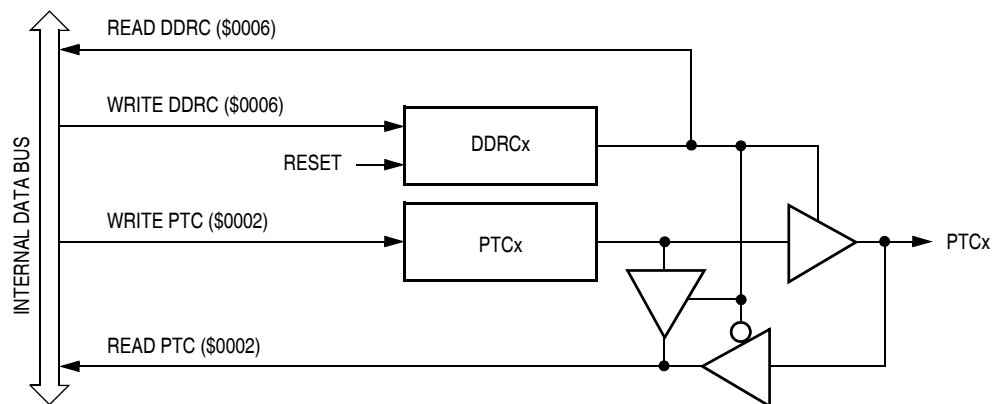 READ DDRC ($0006)
WRITE DDRC ($0006)
DDRCx
RESET
WRITE PTC ($0002)
PTCx
PTCx
READ PTC ($0002)
INTERNAL DATA BUS